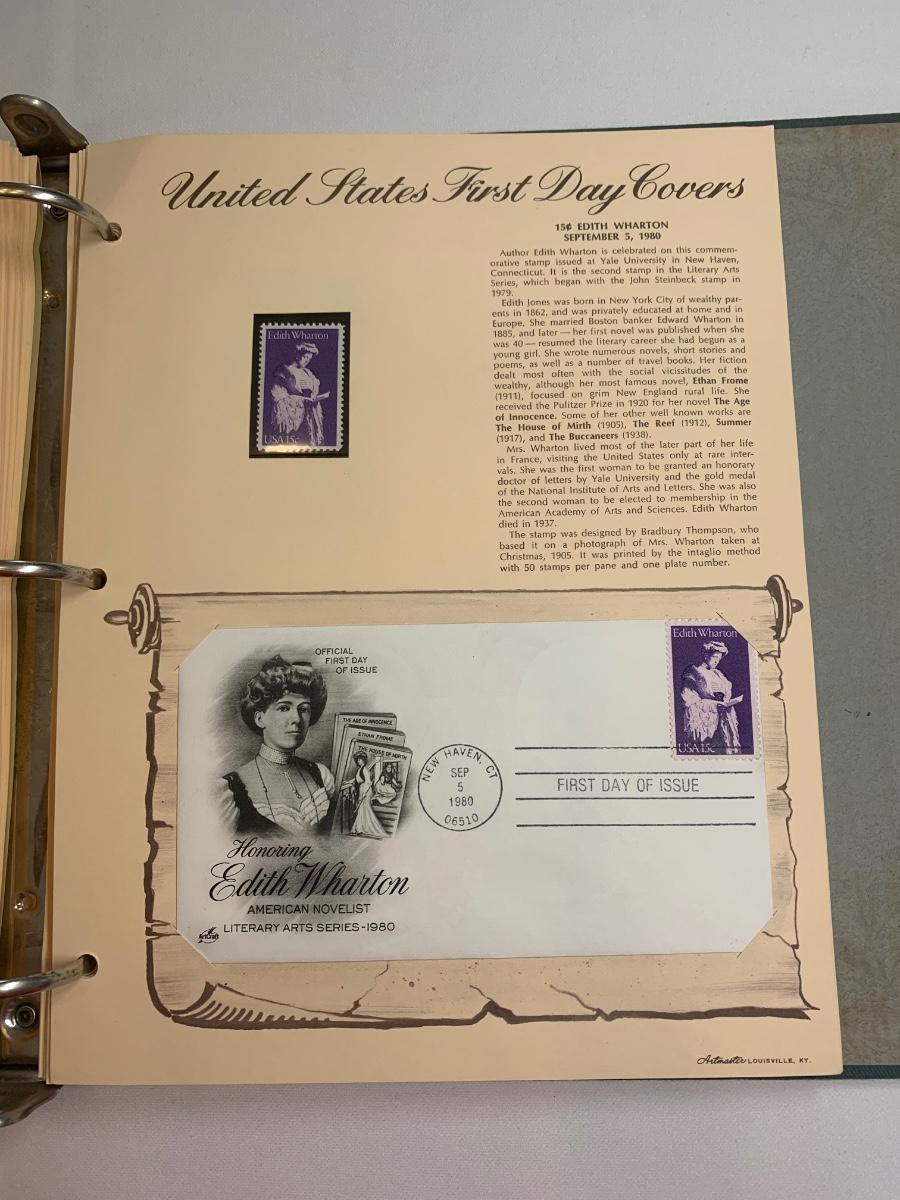 United States First Day Covers
15¢ EDITH WHARTON
SEPTEMBER 5, 1980
Author Edith Wharton is celebrated on this commem-
orative stamp issued at Yale University in New Haven,
Connecticut. It is the second stamp in the Literary Arts
Series, which began with the John Steinbeck stamp in
1979.
Edith Jones was born in New York City of wealthy par-
ents in 1862, and was privately educated at home and in
Europe. She married Boston banker Edward Wharton in
1885, and later — her first novel was published when she
was 40 — resumed the literary career she had begun as a
young girl. She wrote numerous novels, short stories and
poems, as well as a number of travel books. Her fiction
dealt most often with the social vicissitudes of the
wealthy, although her most famous novel, Ethan Frome
(1911), focused on grim New England rural life. She
received the Pulitzer Prize in 1920 for her novel The Age
of Innocence. Some of her other well known works are
The House of Mirth (1905), The Reef (1912), Summer
(1917), and The Buccaneers (1938).
Mrs. Wharton lived most of the later part of her life
in France, visiting the United States only at rare inter-
vals. She was the first woman to be granted an honorary
doctor of letters by Yale University and the gold medal
of the National Institute of Arts and Letters. She was also
the second woman to be elected to membership in the
American Academy of Arts and Sciences. Edith Wharton
died in 1937.
The stamp was designed by Bradbury Thompson, who
based it on a photograph of Mrs. Wharton taken at
Christmas, 1905. It was printed by the intaglio method
with 50 stamps per pane and one plate number.
Edith Wharton
USA 15c
OFFICIAL
FIRST DAY
OF ISSUE
THE AGE OF INNOCENCE
ETHAN FROME
THE HOUSE OF MIRTH
Honoring
Edith Wharton
AMERICAN NOVELIST
LITERARY ARTS SERIES-1980
ArtCraft
NEW HAVEN, CT
SEP
5
1980
06510
FIRST DAY OF ISSUE
Edith Wharton
USA 15c
Artmaster LOUISVILLE, KY.